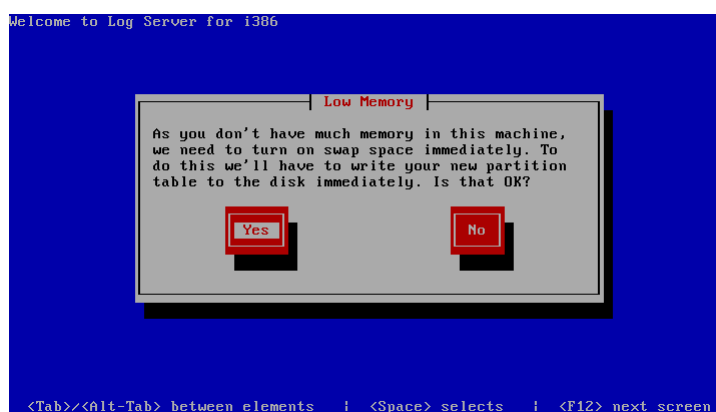 Welcome to Log Server for i386
Low Memory
As you don't have much memory in this machine,
we need to turn on swap space immediately. To
do this we'll have to write your new partition
table to the disk immediately. Is that OK?
Yes No
<Tab>/<Alt-Tab> between elements | <Space> selects | <F12> next screen